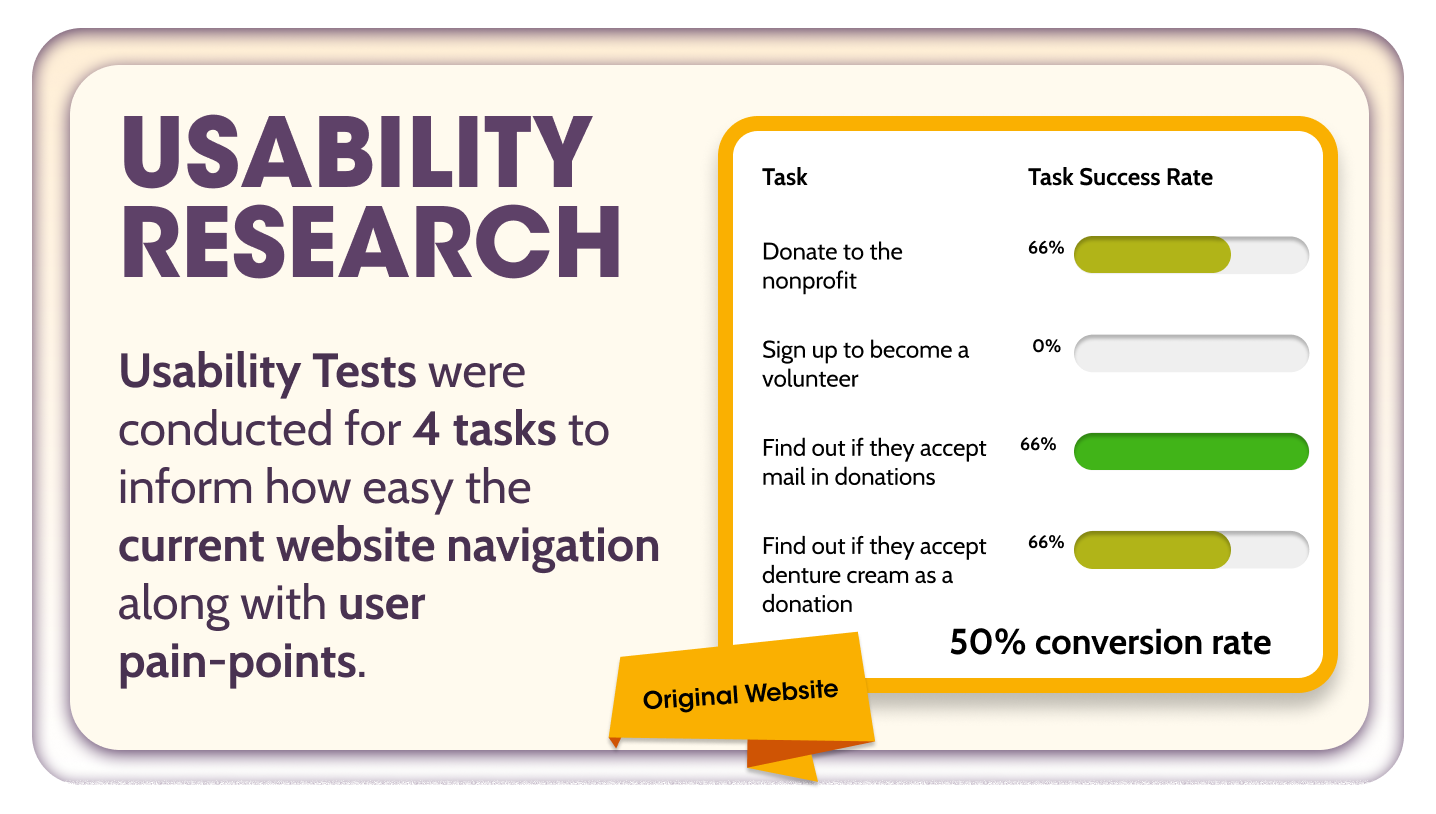 USABILITY
RESEARCH
Usability Tests were
conducted for 4 tasks to
inform how easy the
current website navigation
along with user
pain-points.
Task
Task Success Rate
Donate to the
nonprofit
66%
Sign up to become a
volunteer
0%
Find out if they accept
mail in donations
66%
Find out if they accept
denture cream as a
donation
66%
50% conversion rate
Original Website